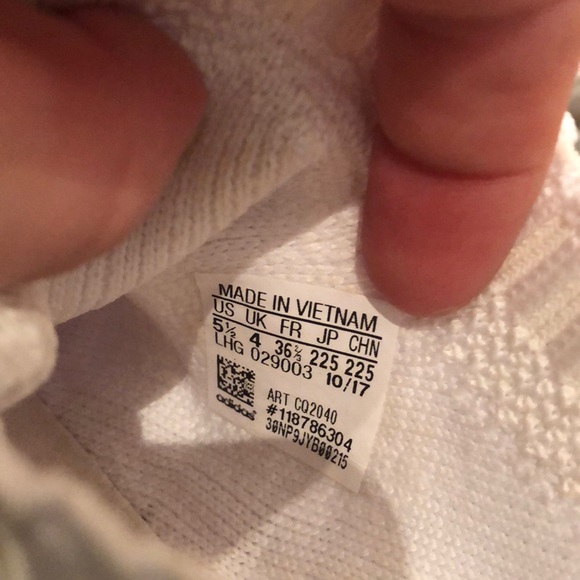 MADE IN VIETNAM
US UK FR JP CHN
5½ 4 36⅔ 225 225
LHG 029003 10/17
ART CQ2040
#118786304
30NP9JYB00215
adidas